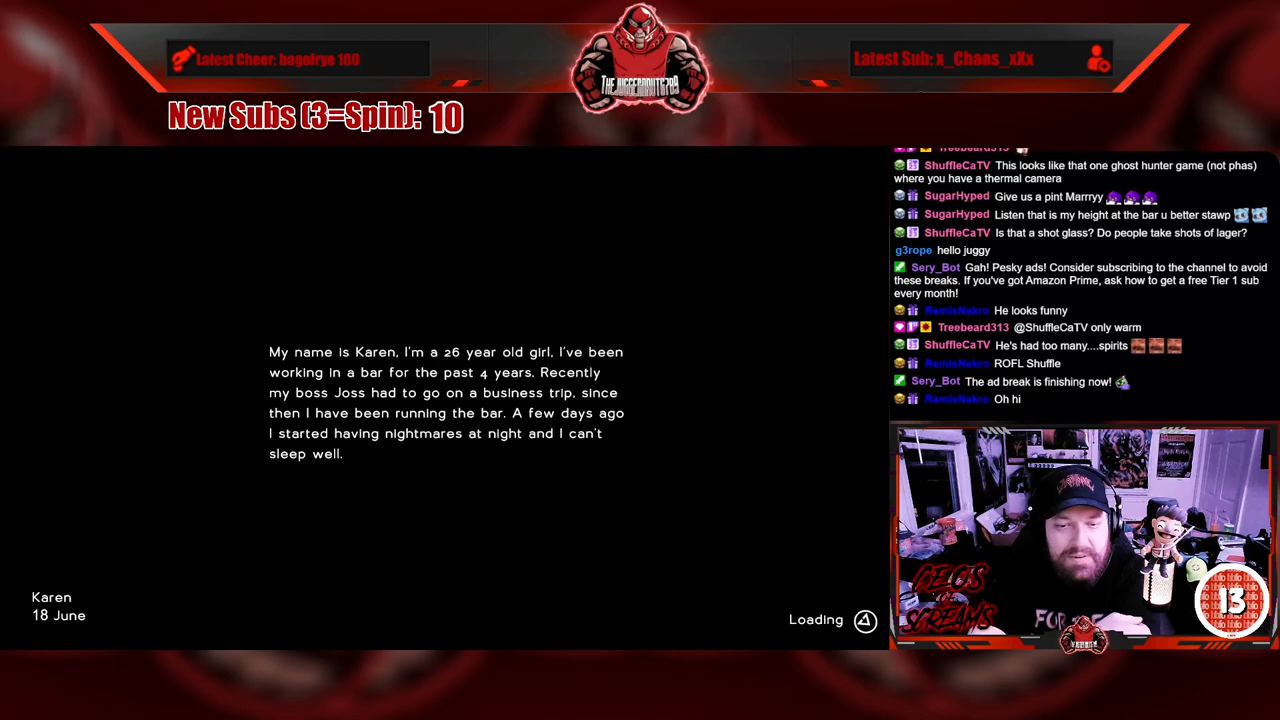 Latest Cheer: bagofrye 100
THEJUGGERNAUT6789
Latest Sub: x_Chaos_xXx
New Subs (3=Spin): 10
ShuffleCaTV This looks like that one ghost hunter game (not phas)
where you have a thermal camera
SugarHyped Give us a pint Marrryy
SugarHyped Listen that is my height at the bar u better stawp
ShuffleCaTV Is that a shot glass? Do people take shots of lager?
g3rope hello juggy
Sery_Bot Gah! Pesky ads! Consider subscribing to the channel to avoid
these breaks. If you've got Amazon Prime, ask how to get a free Tier 1 sub
every month!
RamisNekro He looks funny
Treebeard313 @ShuffleCaTV only warm
ShuffleCaTV He's had too many....spirits
RamisNekro ROFL Shuffle
Sery_Bot The ad break is finishing now!
RamisNekro Oh hi
My name is Karen, I'm a 26 year old girl, I've been
working in a bar for the past 4 years. Recently
my boss Joss had to go on a business trip, since
then I have been running the bar. A few days ago
I started having nightmares at night and I can't
sleep well.
Karen
18 June
Loading
SCREAMS
13